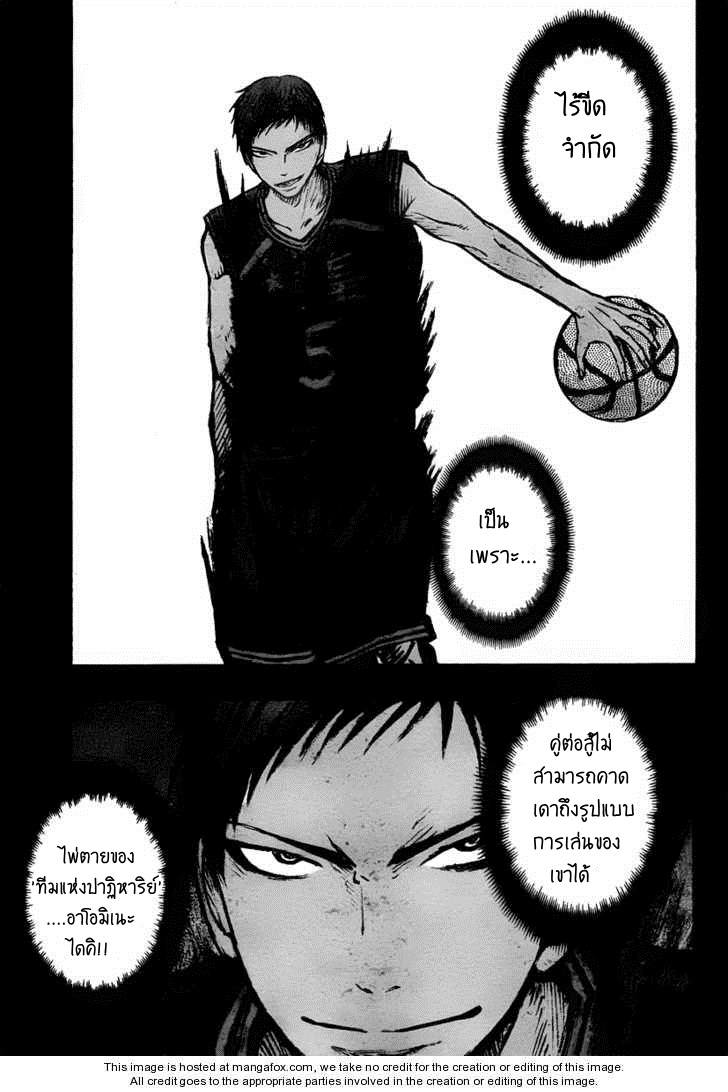 ไร้ขีด
จำกัด
5
เป็น
เพราะ...
คู่ต่อสู้ไม่
สามารถคาด
เดาถึงรูปแบบ
การเล่นของ
เขาได้
ไพ่ตายของ
'ทีมแห่งปาฏิหาริย์'
....อาโอมิเนะ
ไดคิ!!
This image is hosted at mangafox.com, we take no credit for the creation or editing of this image.
All credit goes to the appropriate parties involved in the creation or editing of this image.